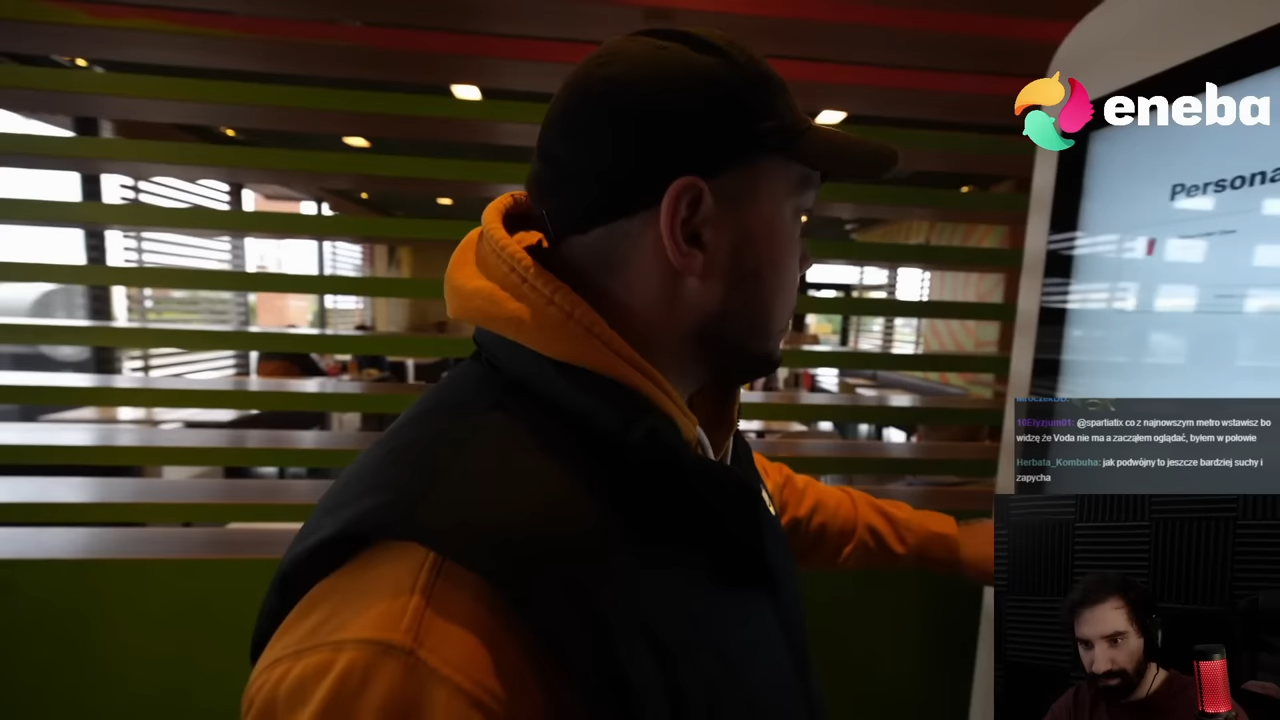 eneba
Persona
10Elyzjum01: @spartiatix co z najnowszym metro wstawisz bo
widzę że Voda nie ma a zacząłem oglądać, byłem w połowie
Herbata_Kombuha: jak podwójny to jeszcze bardziej suchy i
zapycha